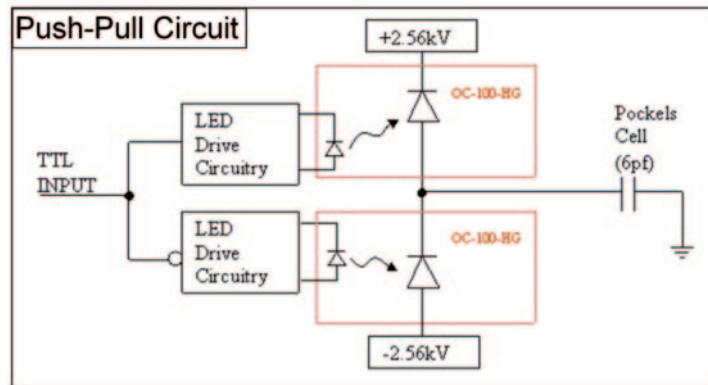 Push-Pull Circuit
+2.56kV
OC-100-HG
LED
Drive
Circuitry
Pockels
Cell
(6pf)
TTL
INPUT
LED
Drive
Circuitry
OC-100-HG
-2.56kV